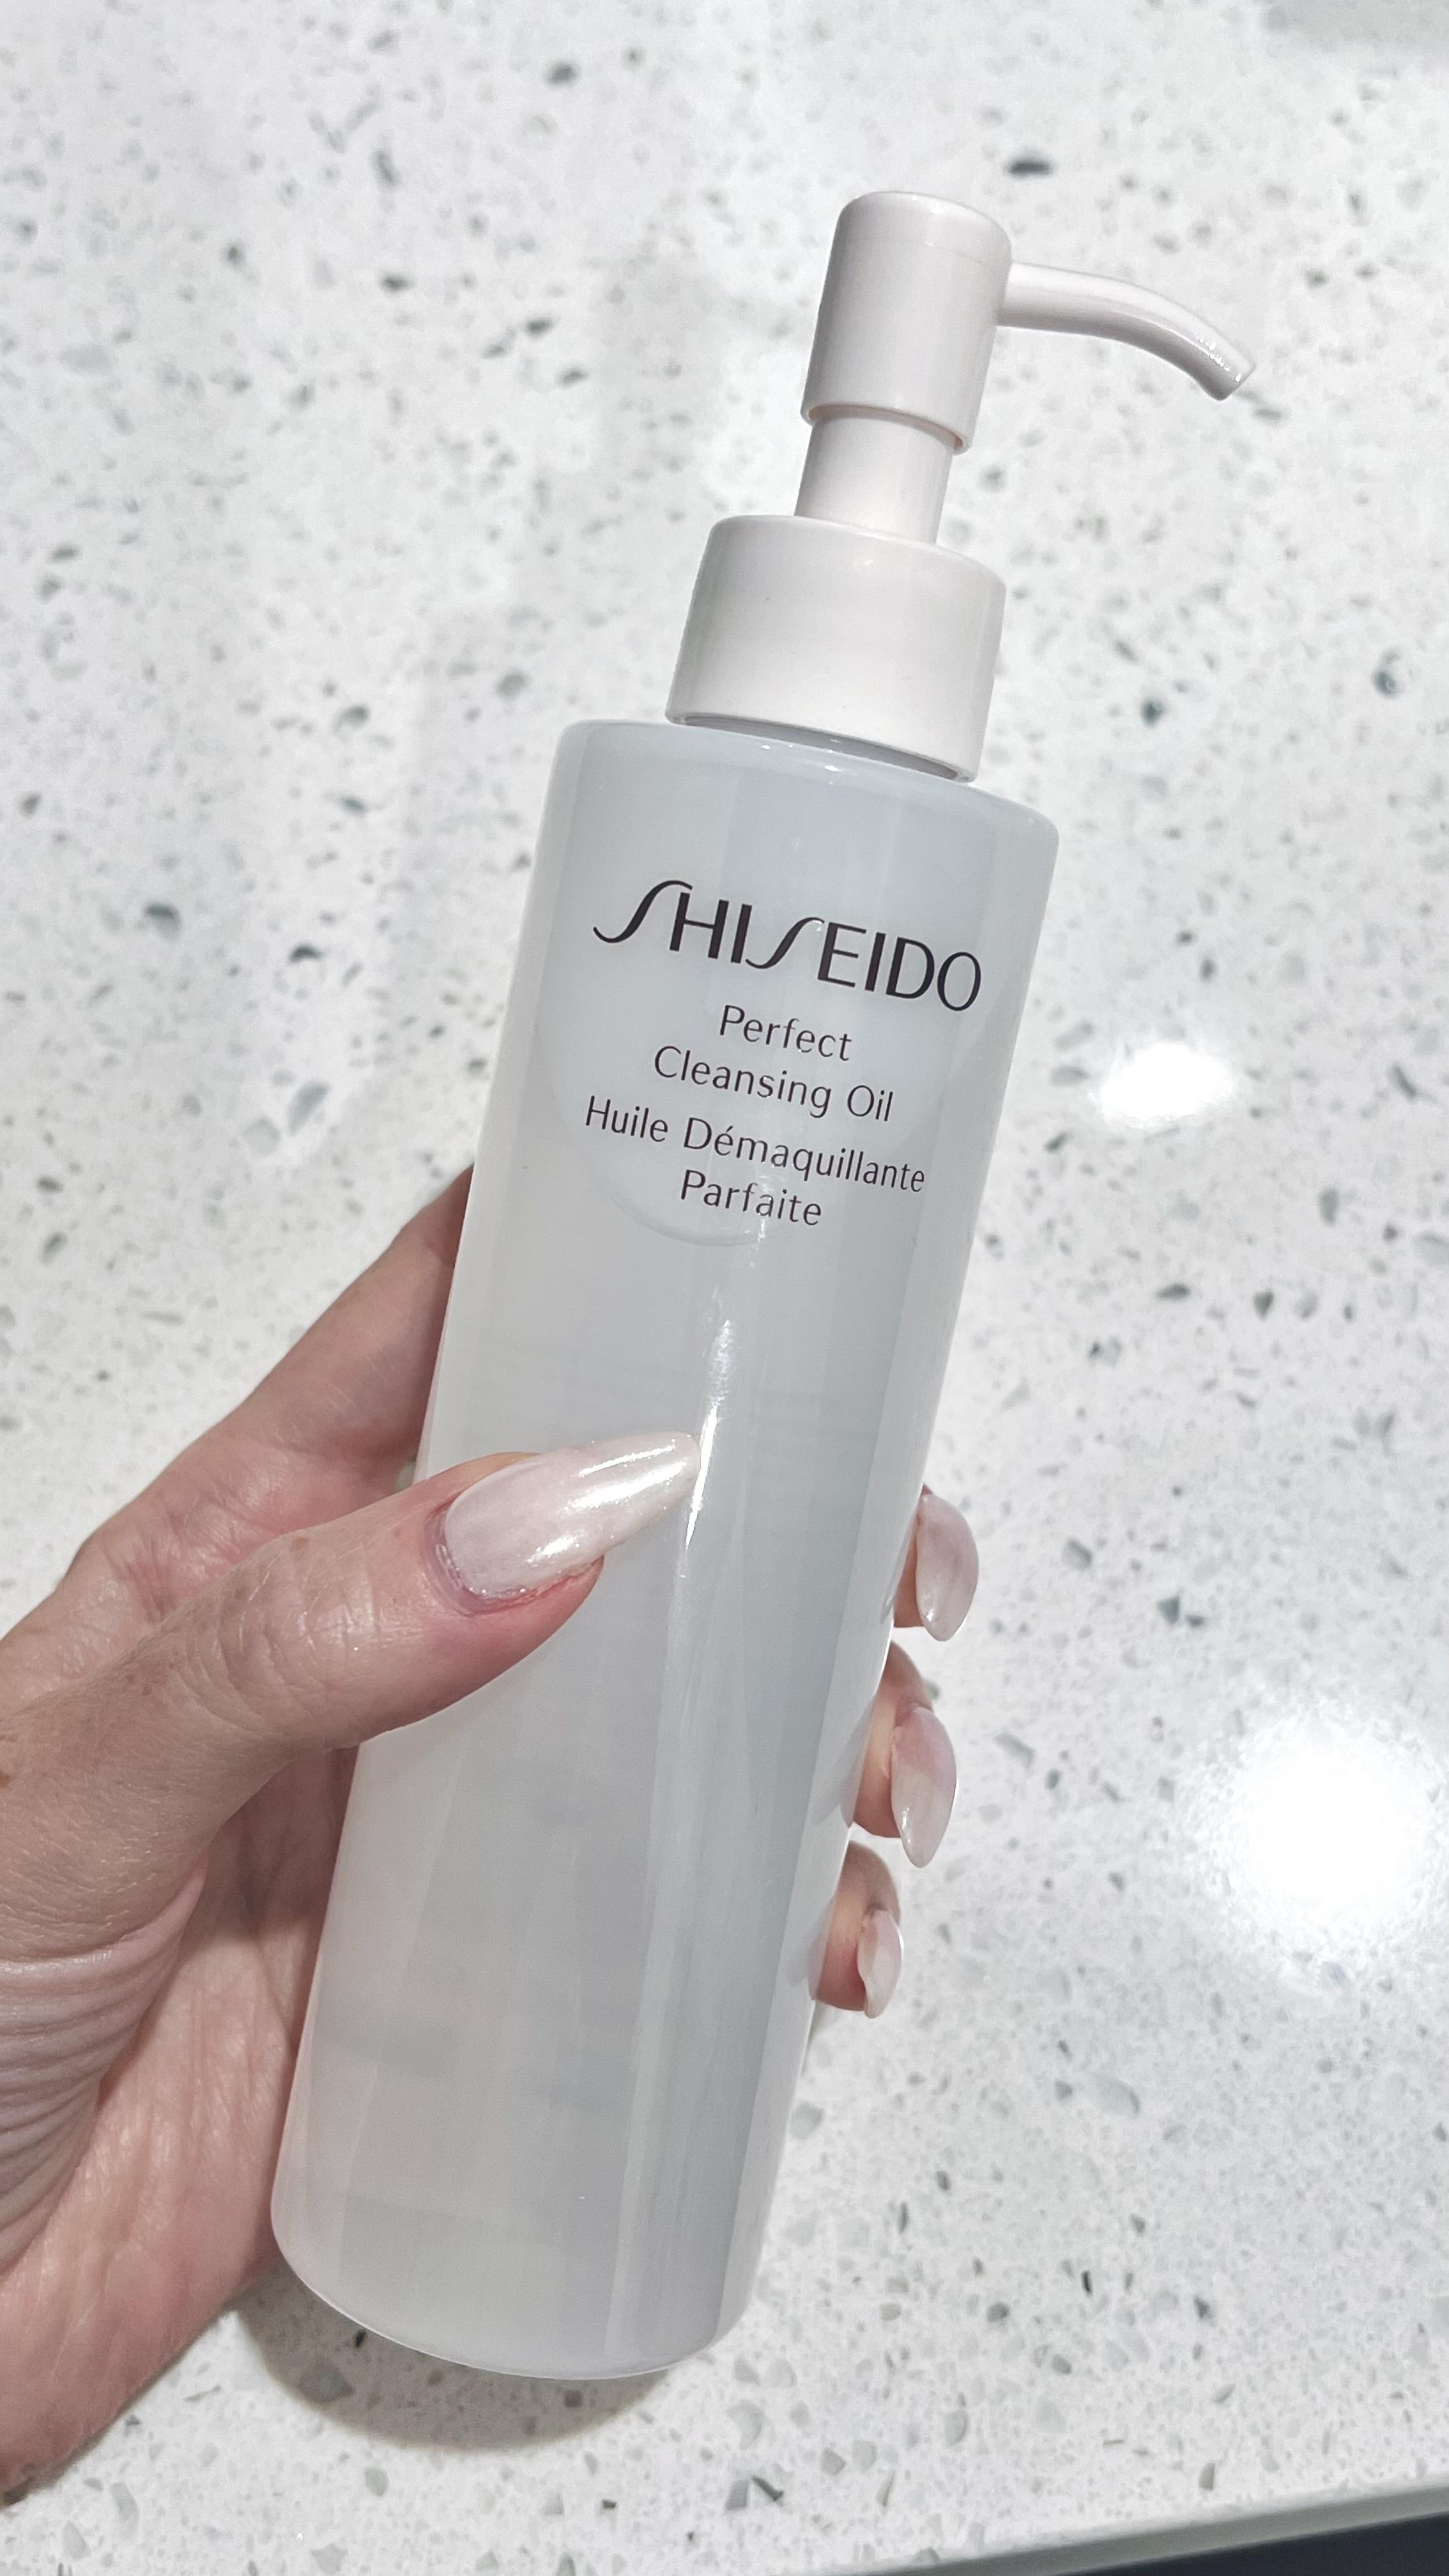 SHISEIDO
Perfect
Cleansing Oil
Huile Démaquillante
Parfaite